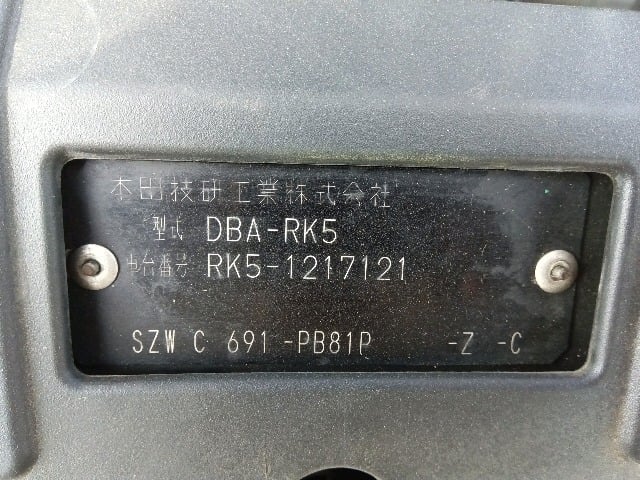 本田技研工業株式会社
型式 DBA-RK5
車台番号 RK5-1217121
SZW C 691 -PB81P -Z -C